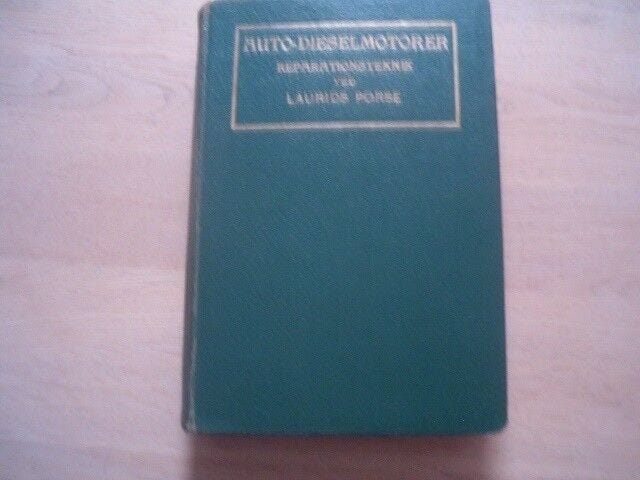 AUTO-DIESELMOTORER
REPARATIONSTEKNIK
VED
LAURIDS PORSE